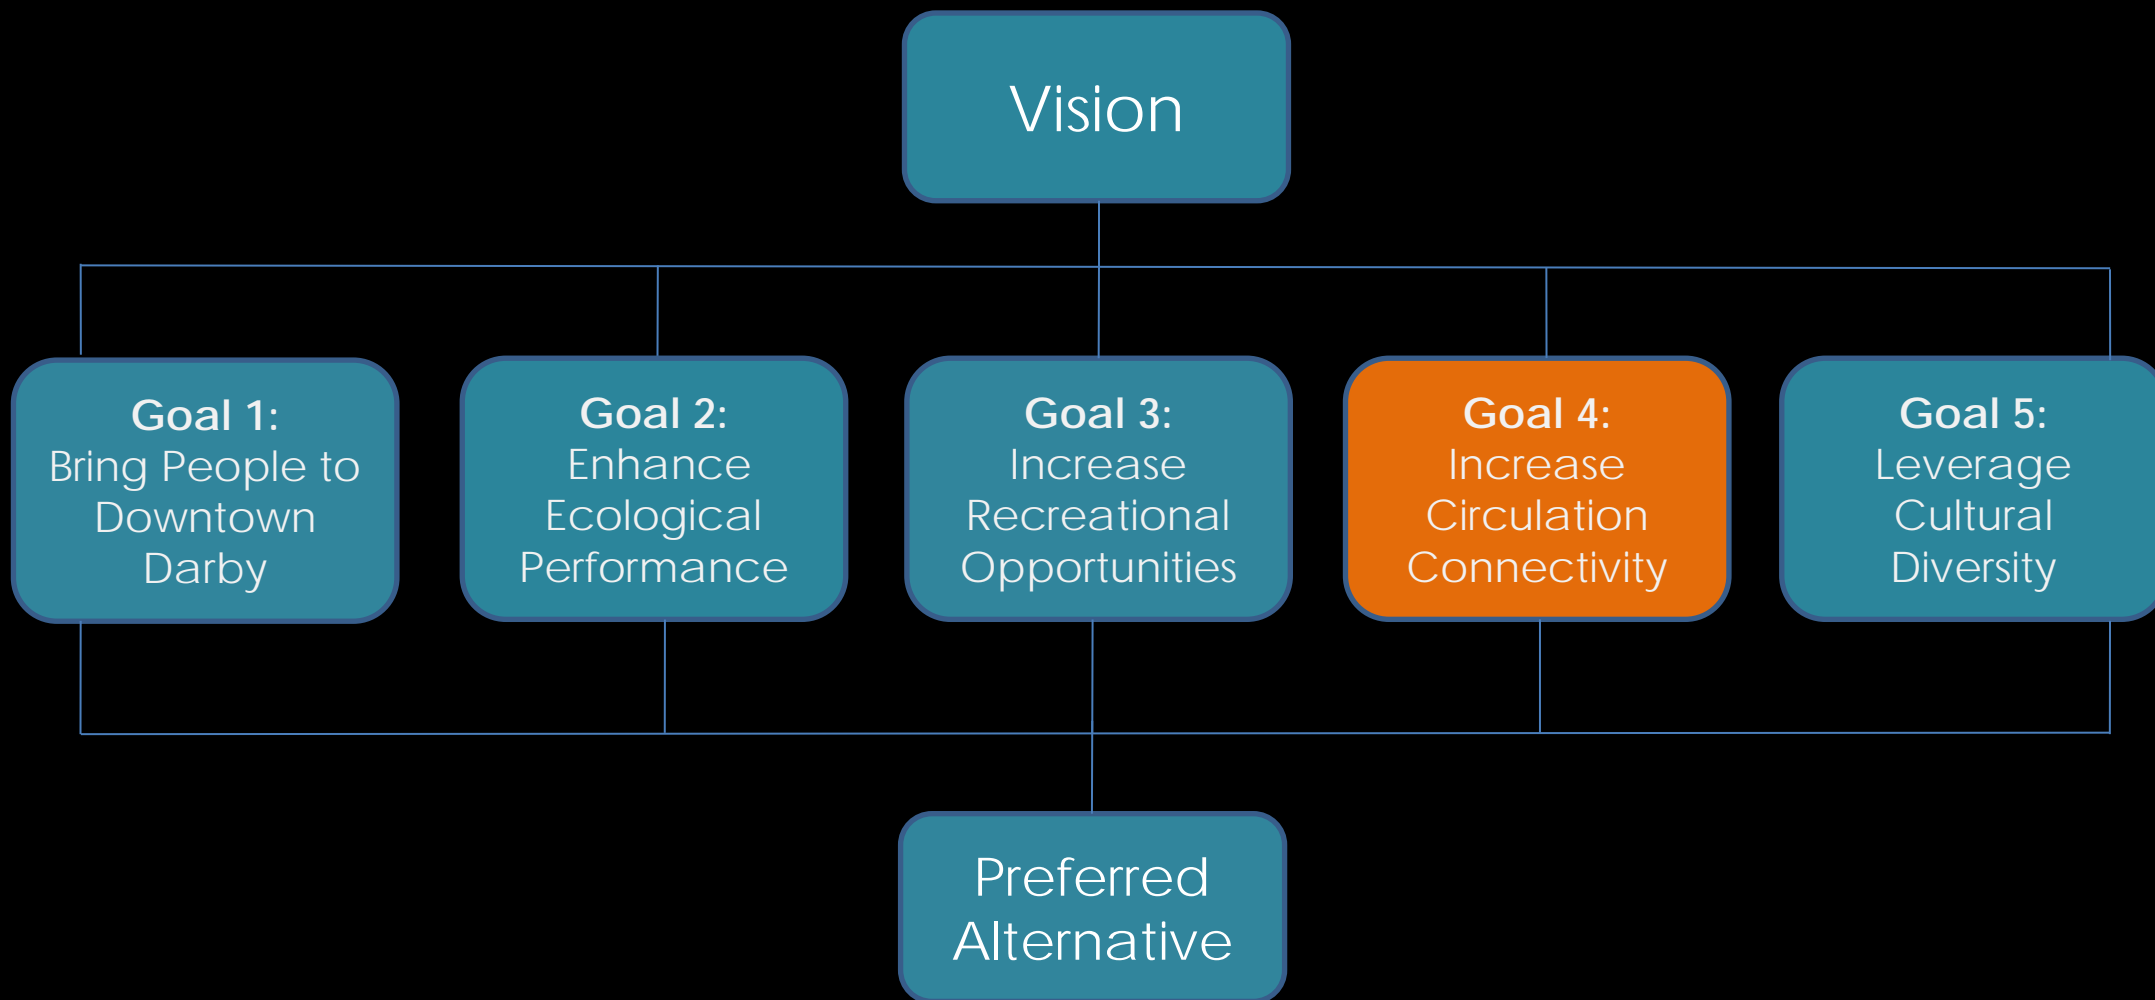 Vision
Goal 1:
Bring People to
Downtown
Darby
Goal 2:
Enhance
Ecological
Performance
Goal 3:
Increase
Recreational
Opportunities
Goal 4:
Increase
Circulation
Connectivity
Goal 5:
Leverage
Cultural
Diversity
Preferred
Alternative